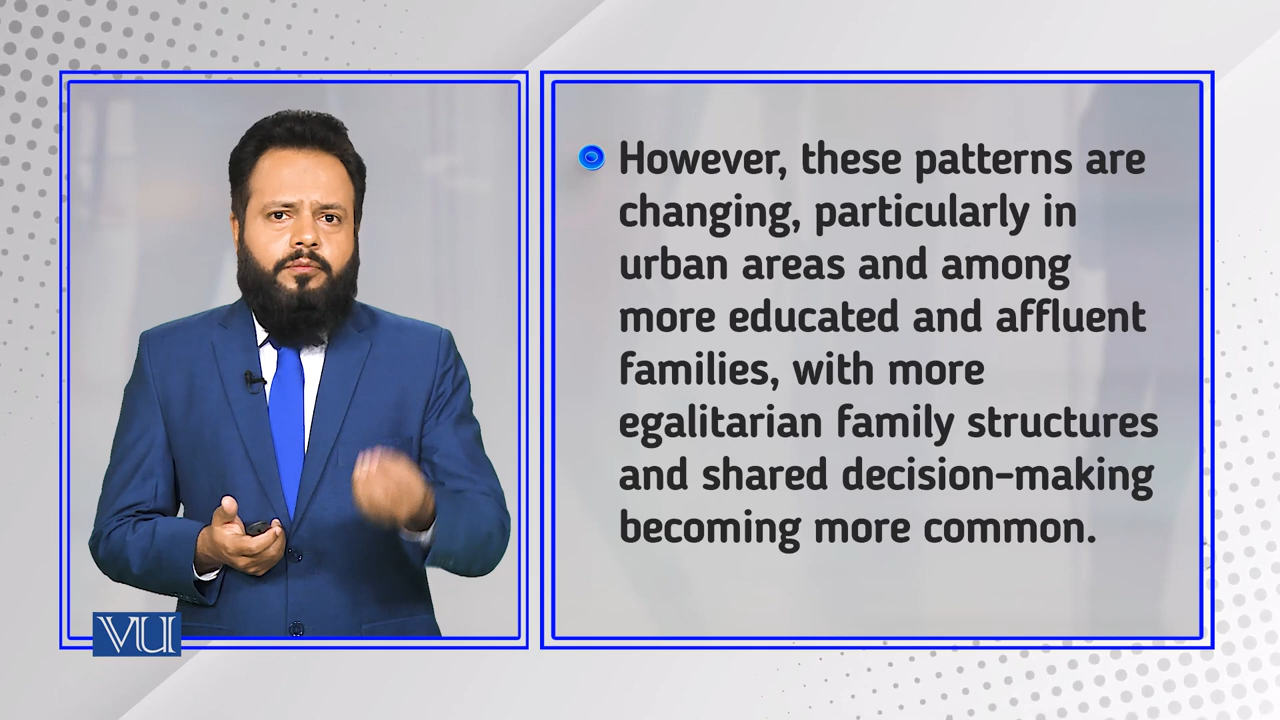 However, these patterns are
changing, particularly in
urban areas and among
more educated and affluent
families, with more
egalitarian family structures
and shared decision-making
becoming more common.
VU